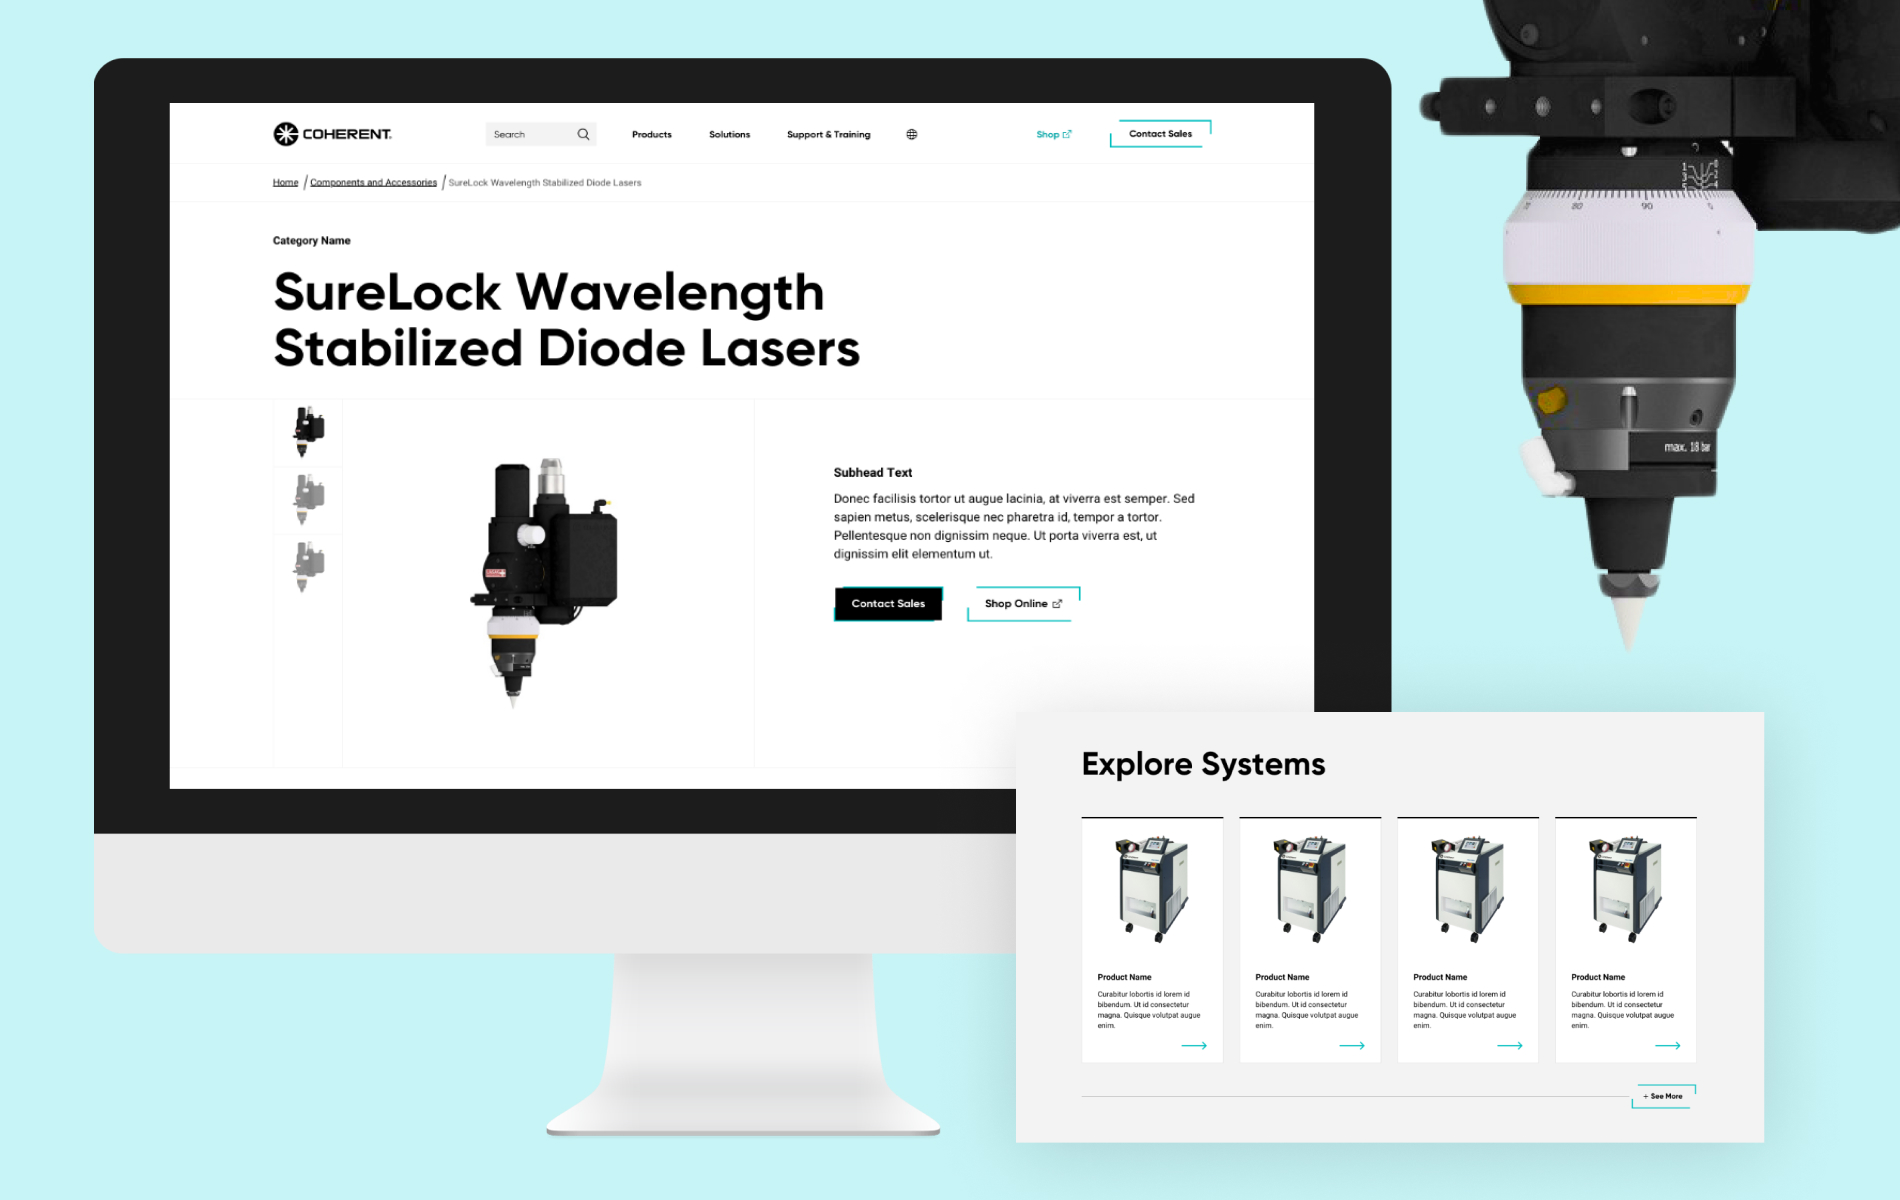 COHERENT
Search
Products
Solutions
Support & Training
Shop
Contact Sales
Home / Components and Accessories / SureLock Wavelength Stabilized Diode Lasers
Category Name
SureLock Wavelength
Stabilized Diode Lasers
Subhead Text
Donec facilisis tortor ut augue lacinia, at viverra est semper. Sed
sapien metus, scelerisque nec pharetra id, tempor a tortor.
Pellentesque non dignissim neque. Ut porta viverra est, ut
dignissim elit elementum ut.
Contact Sales
Shop Online
80
90
max. 18 bar
Explore Systems
Product Name
Curabitur lobortis id lorem id
bibendum. Ut id consectetur
magna. Quisque volutpat augue
enim.
Product Name
Curabitur lobortis id lorem id
bibendum. Ut id consectetur
magna. Quisque volutpat augue
enim.
Product Name
Curabitur lobortis id lorem id
bibendum. Ut id consectetur
magna. Quisque volutpat augue
enim.
Product Name
Curabitur lobortis id lorem id
bibendum. Ut id consectetur
magna. Quisque volutpat augue
enim.
+ See More